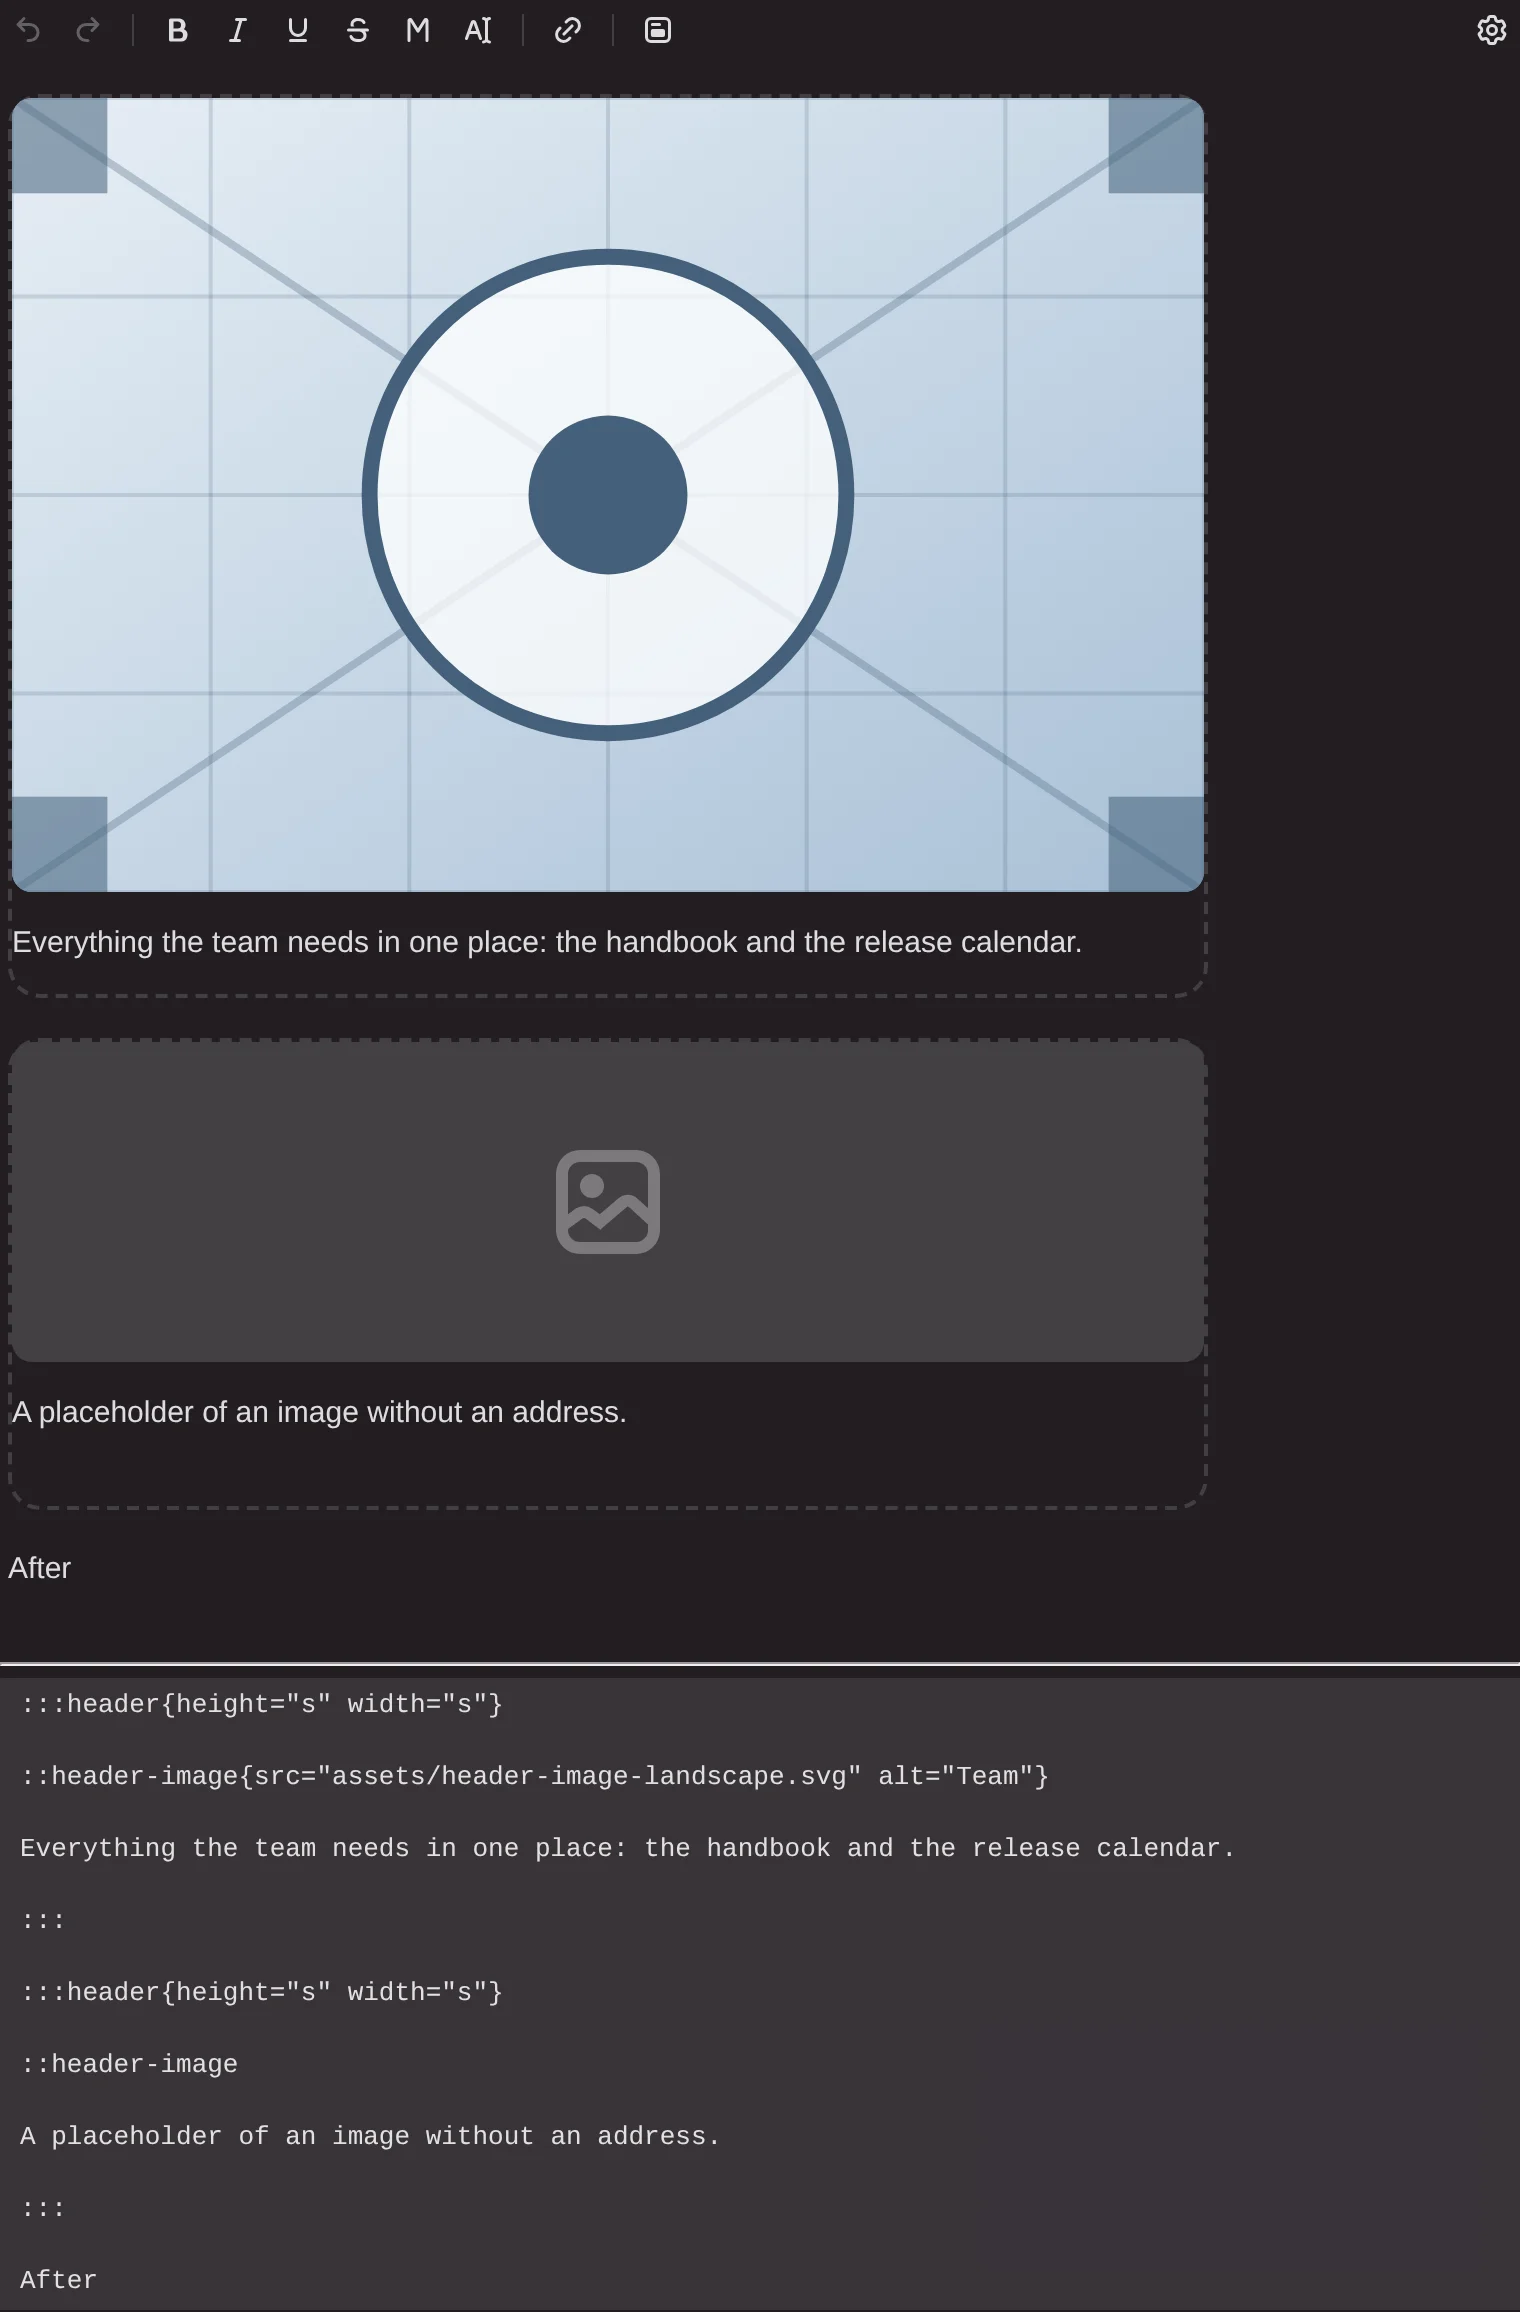 Everything the team needs in one place: the handbook and the release calendar.
A placeholder of an image without an address.
After
:::header{height="s" width="s"}
::header-image{src="assets/header-image-landscape.svg" alt="Team"}
Everything the team needs in one place: the handbook and the release calendar.
:::
:::header{height="s" width="s"}
::header-image
A placeholder of an image without an address.
:::
After